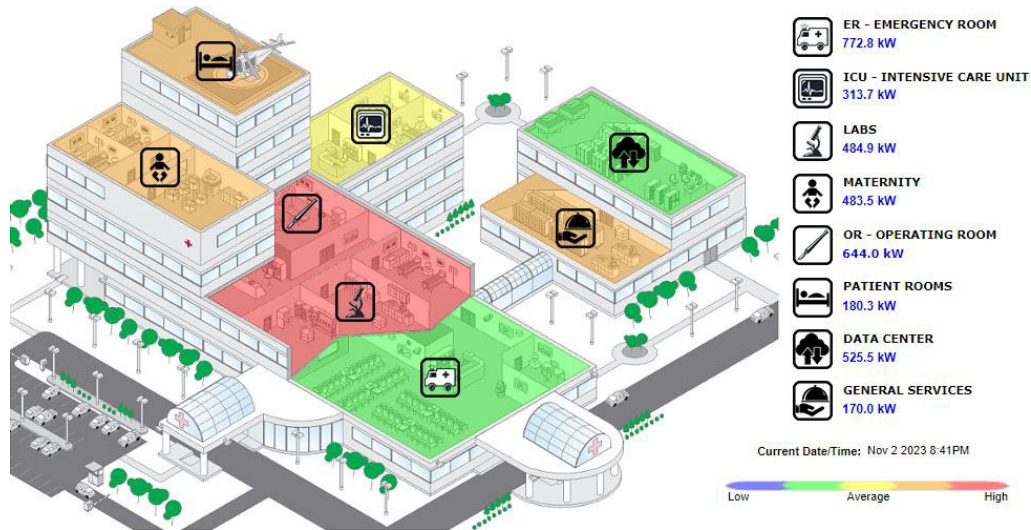 ER - EMERGENCY ROOM
772.8 kW
ICU - INTENSIVE CARE UNIT
313.7 kW
LABS
484.9 kW
MATERNITY
483.5 kW
OR - OPERATING ROOM
644.0 kW
PATIENT ROOMS
180.3 kW
DATA CENTER
525.5 kW
GENERAL SERVICES
170.0 kW
Current Date/Time: Nov 2 2023 8:41PM
Low Average High